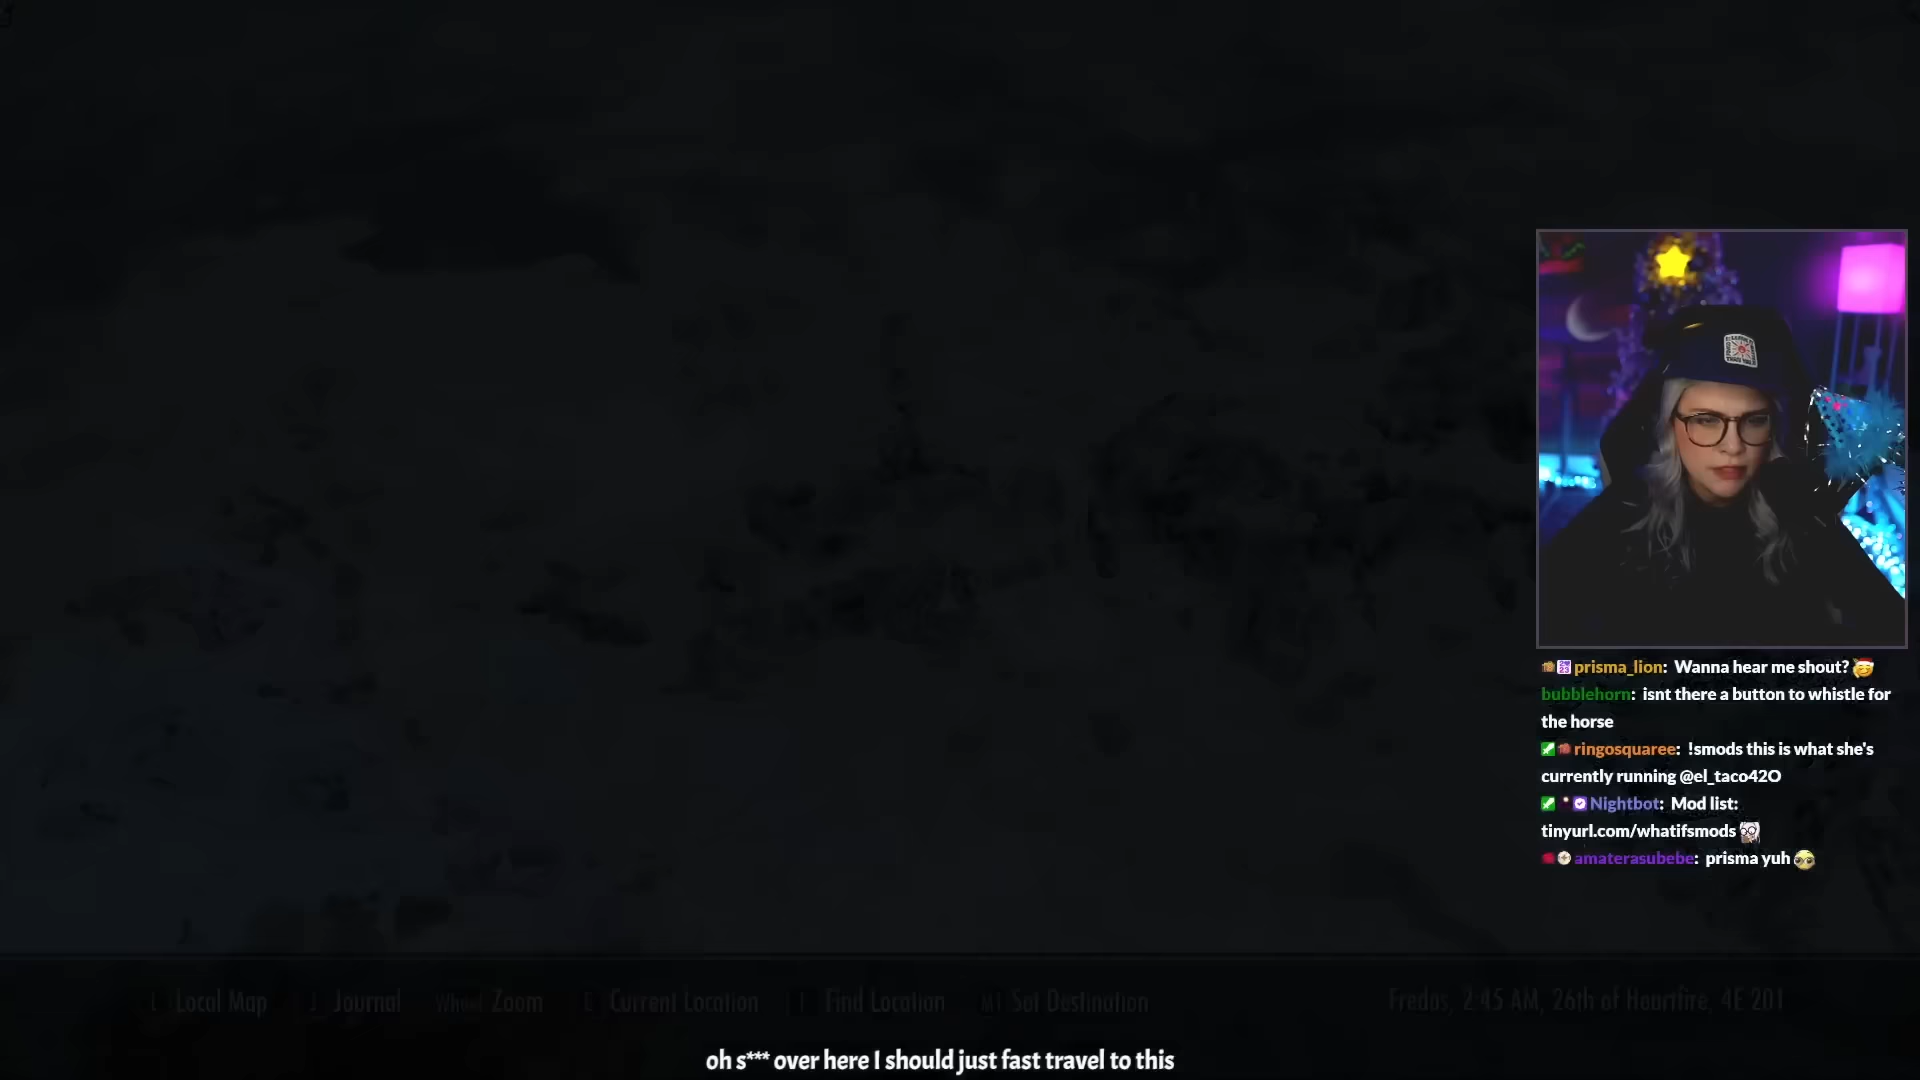 prisma_lion: Wanna hear me shout?
bubblehorn: isnt there a button to whistle for
the horse
ringosquaree: !smods this is what she's
currently running @el_taco42O
Nightbot: Mod list:
tinyurl.com/whatifsmods
amaterasubebe: prisma yuh
L Local Map J Journal Wheel Zoom Current Location F Find Location M1 Set Destination
Fredas, 2:45 AM, 26th of Heartfire, 4E 201
oh s*** over here I should just fast travel to this